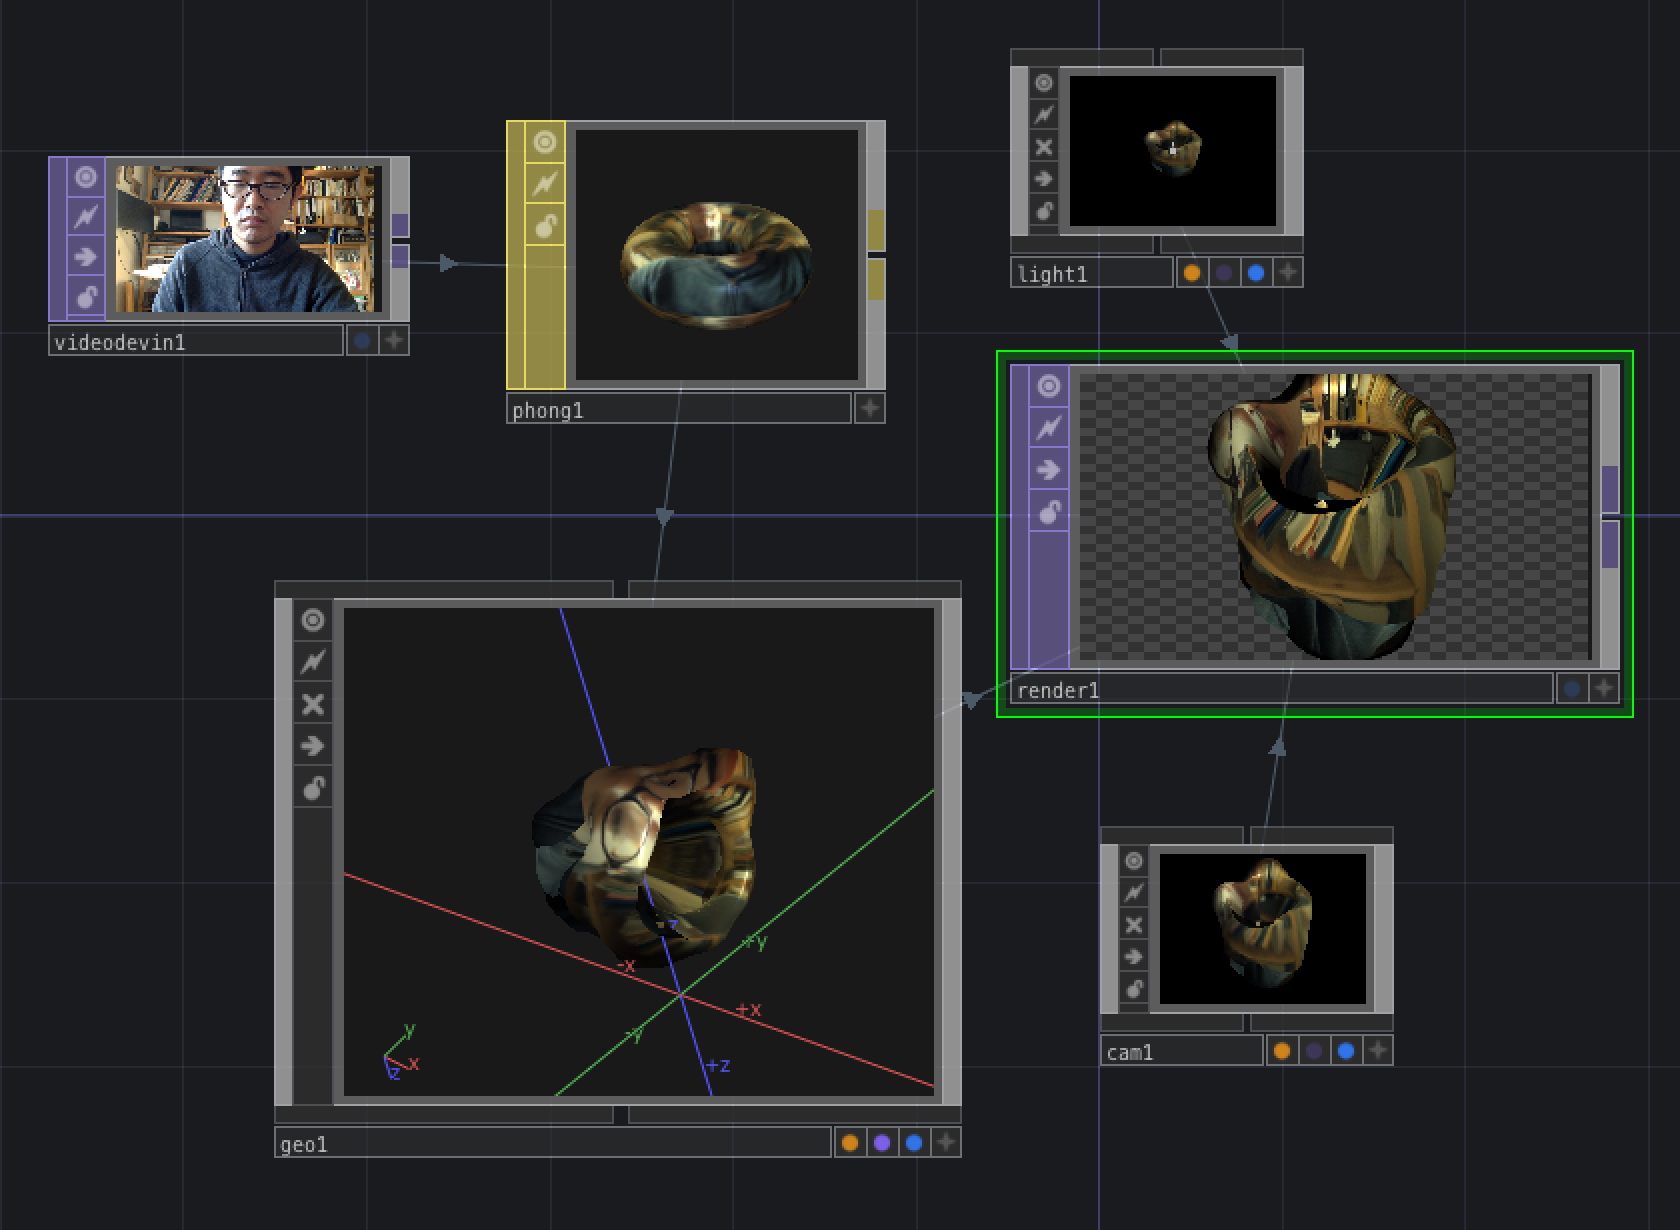 videodevin1
phong1
light1
render1
-x
+y
+x
-y
+z
z
y
x
z
geo1
cam1